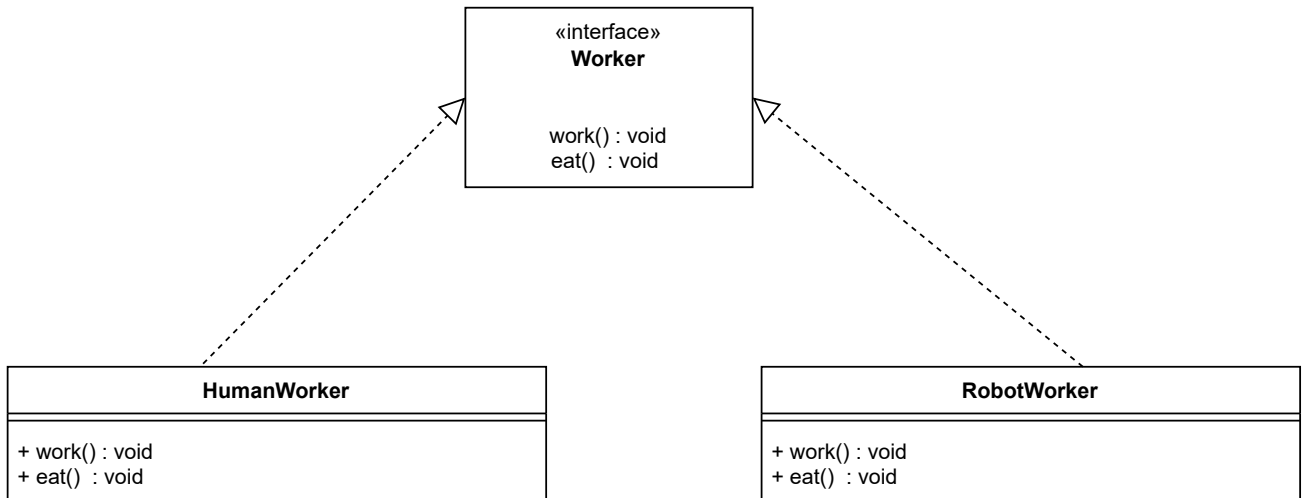 «interface»
Worker
work() : void
eat()  : void
HumanWorker
+ work() : void
+ eat()  : void
RobotWorker
+ work() : void
+ eat()  : void